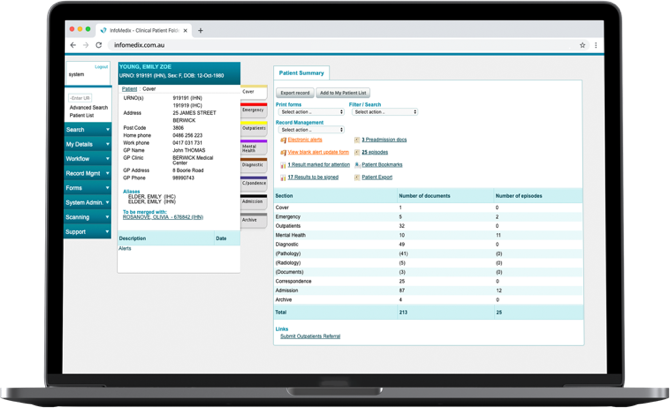 InfoMedix - Clinical Patient Fold
infomedix.com.au
Logout
system
Enter UR
Advanced Search
Patient List
Search
My Details
Workflow
Record Mgmt
Forms
System Admin.
Scanning
Support
YOUNG, EMILY ZOE
URNO: 919191 (IHN), Sex: F, DOB: 12-Oct-1980
Patient Cover
URNO(s) 919191 (IHN)
191919 (IHC)
Address 25 JAMES STREET
BERWICK
Post Code 3806
Home phone 0486 256 223
Work phone 0417 031 731
GP Name John THOMAS
GP Clinic BERWICK Medical
Center
GP Address 8 Boorie Road
GP Phone 98990743
Aliases
ELDER, EMILY (IHC)
ELDER, EMILY (IHN)
To be merged with:
ROSANOVE, OLIVIA - 676842 (IHN)
Description Date
Alerts
Cover
Emergency
Outpatients
Mental
Health
Diagnostic
C/pondence
Admission
Archive
Patient Summary
Export record Add to My Patient List
Print forms Filter / Search
Select action .. Select action ..
Record Management
Select action ..
Electronic alerts 2 Preadmission docs
View blank alert update form 25 episodes
1 Result marked for attention Patient Bookmarks
17 Results to be signed Patient Export
Section Number of documents Number of episodes
Cover 1 0
Emergency 5 2
Outpatients 32 0
Mental Health 10 11
Diagnostic 49 0
(Pathology) (41) (0)
(Radiology) (5) (0)
(Documents) (3) (0)
Correspondence 25 0
Admission 87 12
Archive 4 0
Total 213 25
Links
Submit Outpatients Referral